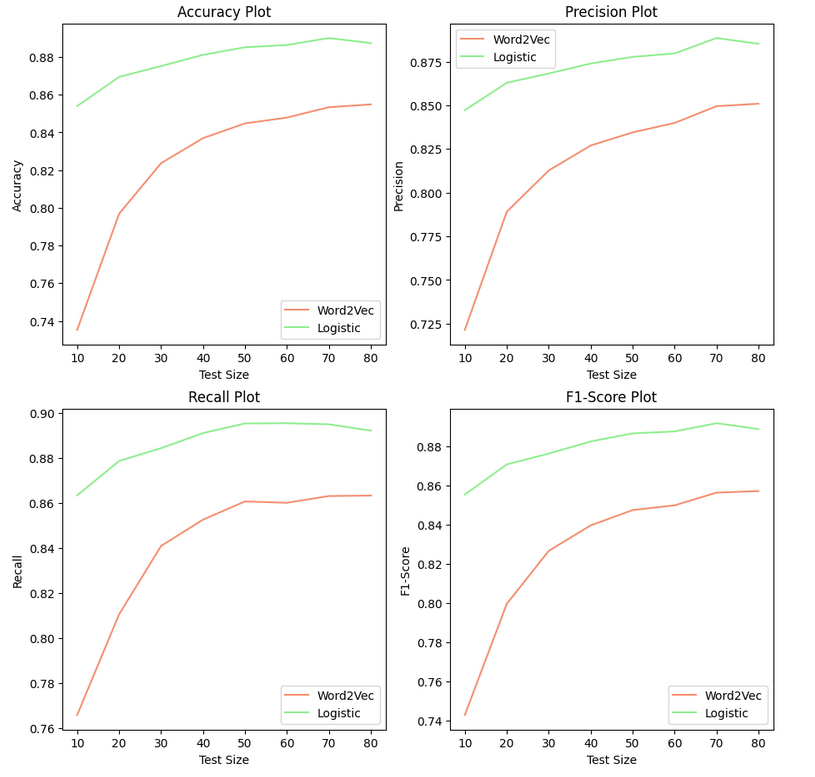 Accuracy Plot
0.88
0.86
0.84
0.82
0.80
0.78
0.76
0.74
Accuracy
Word2Vec
Logistic
10 20 30 40 50 60 70 80
Test Size
Precision Plot
Word2Vec
Logistic
0.875
0.850
0.825
0.800
0.775
0.750
0.725
Precision
10 20 30 40 50 60 70 80
Test Size
Recall Plot
0.90
0.88
0.86
0.84
0.82
0.80
0.78
0.76
Recall
Word2Vec
Logistic
10 20 30 40 50 60 70 80
Test Size
F1-Score Plot
0.88
0.86
0.84
0.82
0.80
0.78
0.76
0.74
F1-Score
Word2Vec
Logistic
10 20 30 40 50 60 70 80
Test Size